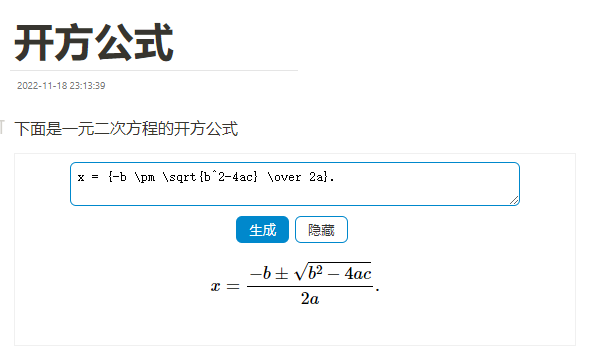 开方公式
2022-11-18 23:13:39
下面是一元二次方程的开方公式
x = {-b \pm \sqrt{b^2-4ac} \over 2a}.
生成 隐藏
x = \frac{-b \pm \sqrt{b^2 - 4ac}}{2a}.